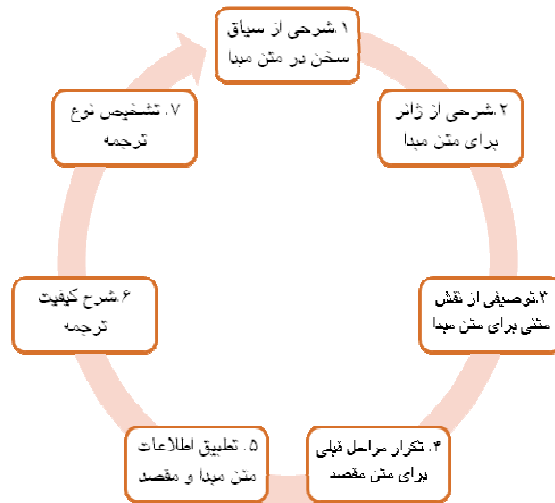 ۱.شرحی از سیاق
سخن در متن مبدا
۲.شرحی از ژانر
برای متن مبدا
۳.توصیفی از نقش
متنی برای متن مبدا
۴. تکرار مراحل قبلی
برای متن مقصد
۵. تطبیق اطلاعات
متن مبدا و مقصد
۶.شرح کیفیت
ترجمه
۷. تشخیص نوع
ترجمه